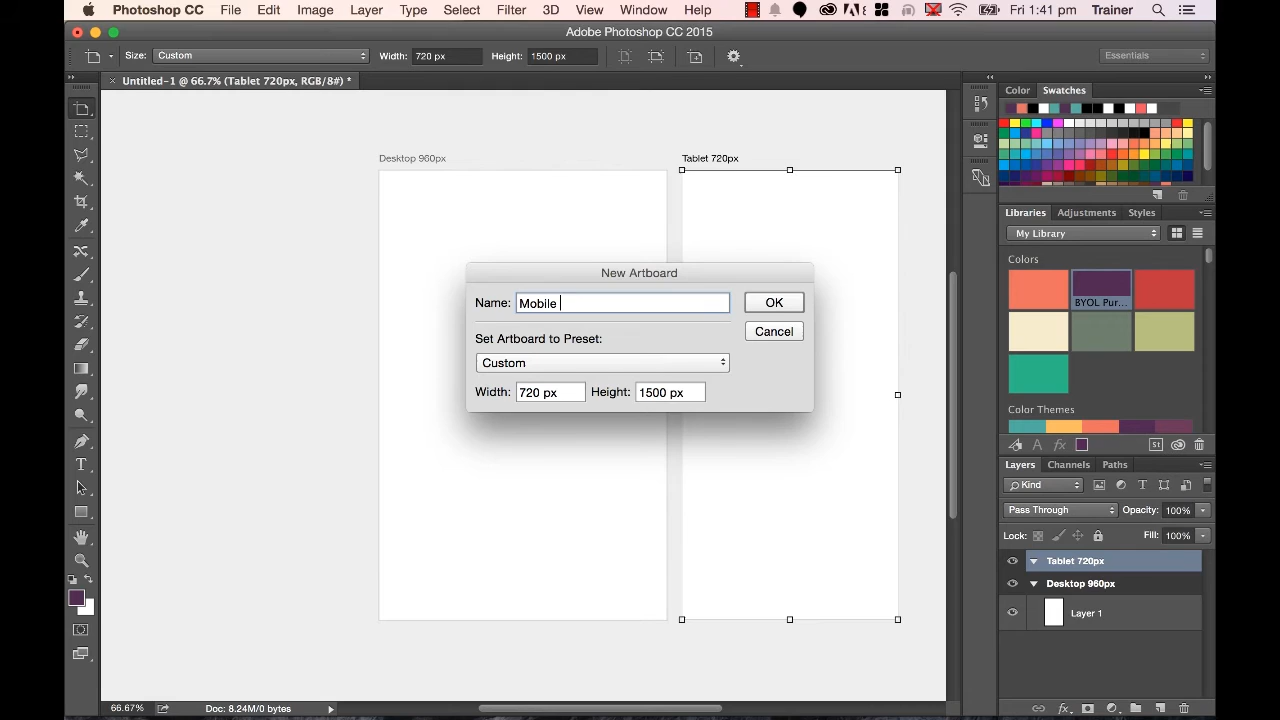 Photoshop CC File Edit Image Layer Type Select Filter 3D View Window Help Fri 1:41 pm Trainer
Adobe Photoshop CC 2015
Size: Custom Width: 720 px Height: 1500 px Essentials
Untitled-1 @ 66.7% (Tablet 720px, RGB/8#) *
Color Swatches
Desktop 960px
Tablet 720px
Libraries Adjustments Styles
My Library
Colors
BYOL Pur...
Color Themes
New Artboard
Name: Mobile
OK
Cancel
Set Artboard to Preset:
Custom
Width: 720 px Height: 1500 px
Layers Channels Paths
Kind
Pass Through Opacity: 100%
Lock: Fill: 100%
Tablet 720px
Desktop 960px
Layer 1
66.67% Doc: 8.24M/0 bytes